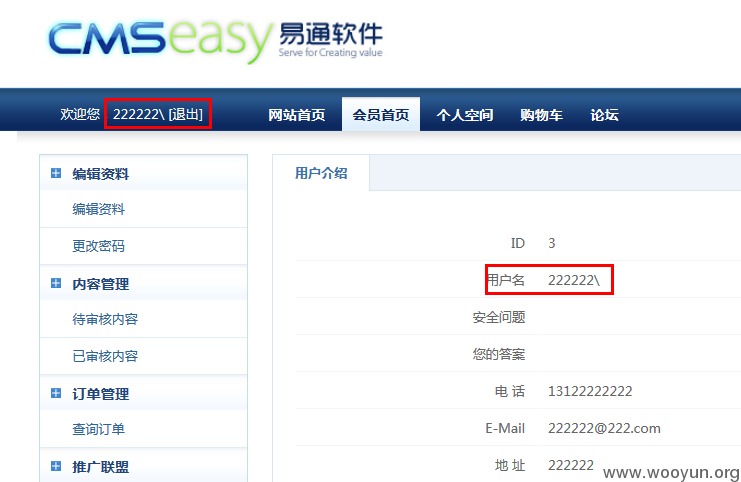 CMSeasy 易通软件
Serve for Creating value
欢迎您 222222\ [退出] 网站首页 会员首页 个人空间 购物车 论坛
编辑资料
编辑资料
更改密码
内容管理
待审核内容
已审核内容
订单管理
查询订单
推广联盟
用户介绍
ID 3
用户名 222222\
安全问题
您的答案
电 话 13122222222
E-Mail 222222@222.com
地 址 222222
www.wooyun.org